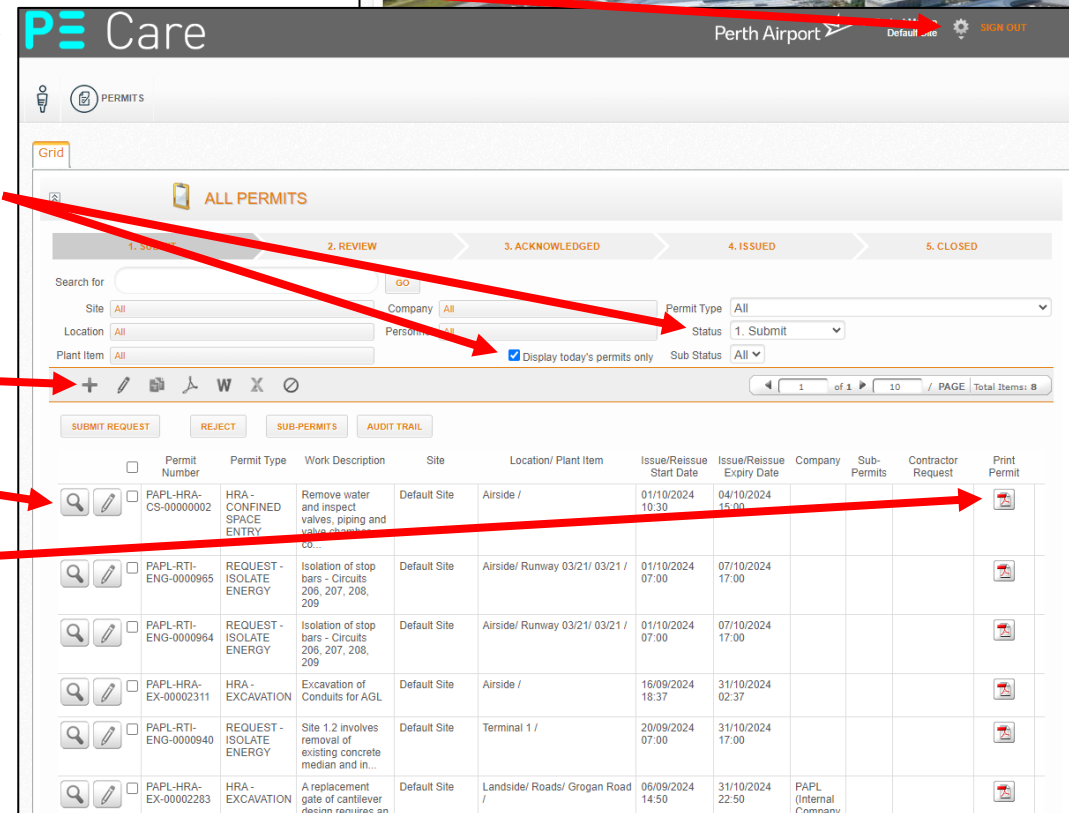 PE Care
Perth Airport
Default Site
SIGN OUT
PERMITS
Grid
ALL PERMITS
1. SUBMIT
2. REVIEW
3. ACKNOWLEDGED
4. ISSUED
5. CLOSED
Search for
GO
Site All
Company All
Permit Type All
Location All
Personnel All
Status 1. Submit
Plant Item All
Display today's permits only
Sub Status All
W X
1 of 1 10 / PAGE Total Items: 8
SUBMIT REQUEST
REJECT
SUB-PERMITS
AUDIT TRAIL
Permit Number
Permit Type
Work Description
Site
Location/ Plant Item
Issue/Reissue Start Date
Issue/Reissue Expiry Date
Company
Sub-Permits
Contractor Request
Print Permit
PAPL-HRA-
CS-00000002
HRA -
CONFINED
SPACE
ENTRY
Remove water
and inspect
valves, piping and
valve chamber
co...
Default Site
Airside /
01/10/2024
10:30
04/10/2024
15:00
PAPL-RTI-
ENG-0000965
REQUEST -
ISOLATE
ENERGY
Isolation of stop
bars - Circuits
206, 207, 208,
209
Default Site
Airside/ Runway 03/21/ 03/21 /
01/10/2024
07:00
07/10/2024
17:00
PAPL-RTI-
ENG-0000964
REQUEST -
ISOLATE
ENERGY
Isolation of stop
bars - Circuits
206, 207, 208,
209
Default Site
Airside/ Runway 03/21/ 03/21 /
01/10/2024
07:00
07/10/2024
17:00
PAPL-HRA-
EX-00002311
HRA -
EXCAVATION
Excavation of
Conduits for AGL
Default Site
Airside /
16/09/2024
18:37
31/10/2024
02:37
PAPL-RTI-
ENG-0000940
REQUEST -
ISOLATE
ENERGY
Site 1.2 involves
removal of
existing concrete
median and in...
Default Site
Terminal 1 /
20/09/2024
07:00
31/10/2024
17:00
PAPL-HRA-
EX-00002283
HRA -
EXCAVATION
A replacement
gate of cantilever
design requires an
Default Site
Landside/ Roads/ Grogan Road
/
06/09/2024
14:50
31/10/2024
22:50
PAPL
(Internal
Company